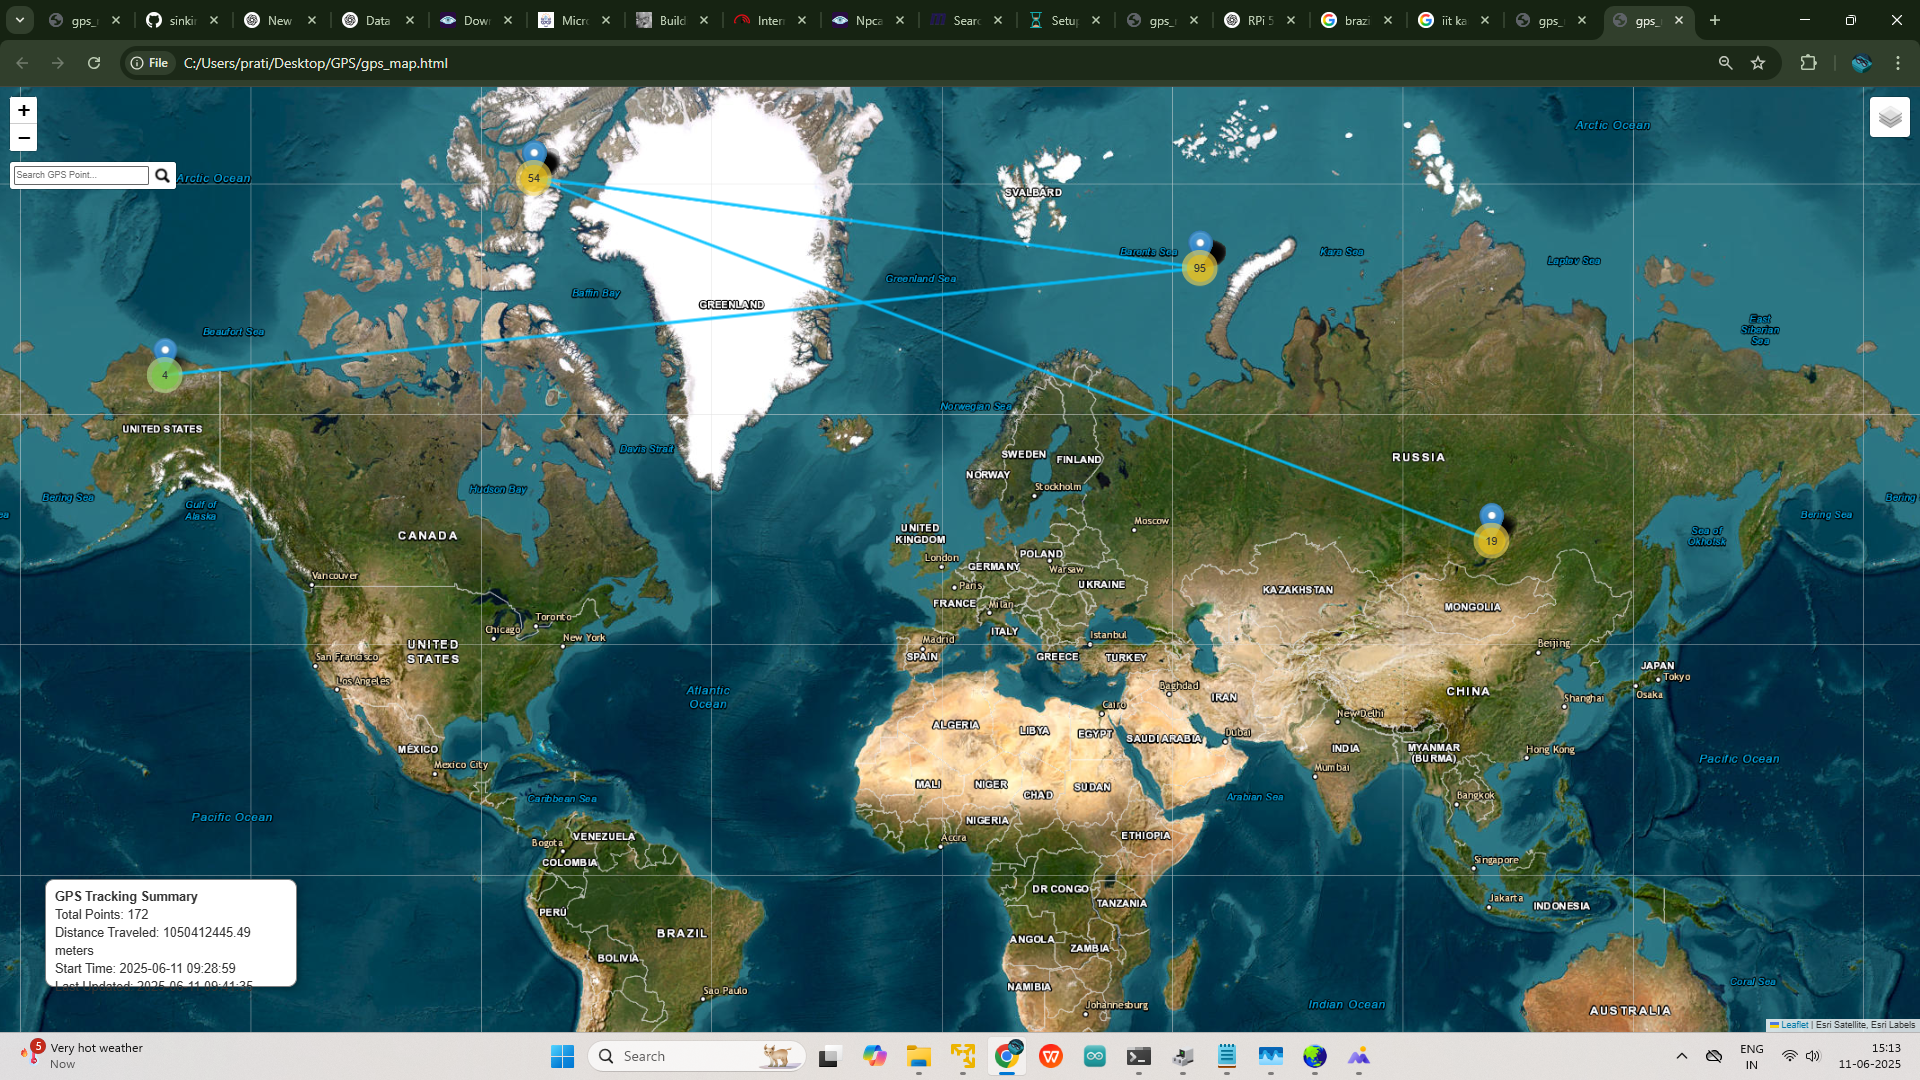 gps_
sinkin
New
Data
Dow
Micro
Build
Inter
Npca
Searc
Setup
gps_r
RPi 5
brazi
iit ka
gps_
gps_
File
C:/Users/prati/Desktop/GPS/gps_map.html
+
−
Search GPS Point...
Arctic Ocean
Arctic Ocean
54
SVALBARD
Barents Sea
Kara Sea
Laptev Sea
95
Greenland Sea
Baffin Bay
GREENLAND
Beaufort Sea
East
Siberian
Sea
4
Norwegian Sea
UNITED STATES
Davis Strait
SWEDEN
FINLAND
RUSSIA
NORWAY
Stockholm
Hudson Bay
Bering Sea
Gulf of
Alaska
Bering Sea
Bering
Moscow
UNITED
KINGDOM
Sea of
Okhotsk
CANADA
19
London
POLAND
GERMANY
Warsaw
Vancouver
Paris
UKRAINE
KAZAKHSTAN
FRANCE
Milan
MONGOLIA
Toronto
Chicago
New York
ITALY
Istanbul
Madrid
UNITED
STATES
San Francisco
SPAIN
GREECE
TURKEY
Beijing
JAPAN
Tokyo
Los Angeles
Atlantic
Ocean
Baghdad
IRAN
CHINA
Osaka
Shanghai
Cairo
New Delhi
ALGERIA
LIBYA
EGYPT
SAUDI ARABIA
Dubai
MÉXICO
INDIA
MYANMAR
(BURMA)
Hong Kong
Pacific Ocean
Mexico City
Mumbai
MALI
NIGER
CHAD
SUDAN
Caribbean Sea
Arabian Sea
Bangkok
Pacific Ocean
NIGERIA
VENEZUELA
Bogota
Accra
ETHIOPIA
COLOMBIA
Singapore
DR CONGO
TANZANIA
Jakarta
INDONESIA
PERÚ
BRAZIL
ANGOLA
ZAMBIA
BOLIVIA
NAMIBIA
Sao Paulo
Johannesburg
Indian Ocean
Coral Sea
AUSTRALIA
GPS Tracking Summary
Total Points: 172
Distance Traveled: 1050412445.49
meters
Start Time: 2025-06-11 09:28:59
Last Updated: 2025-06-11 09:41:35
Leaflet | Esri Satellite, Esri Labels
5
Very hot weather
Now
Search
ENG
IN
15:13
11-06-2025